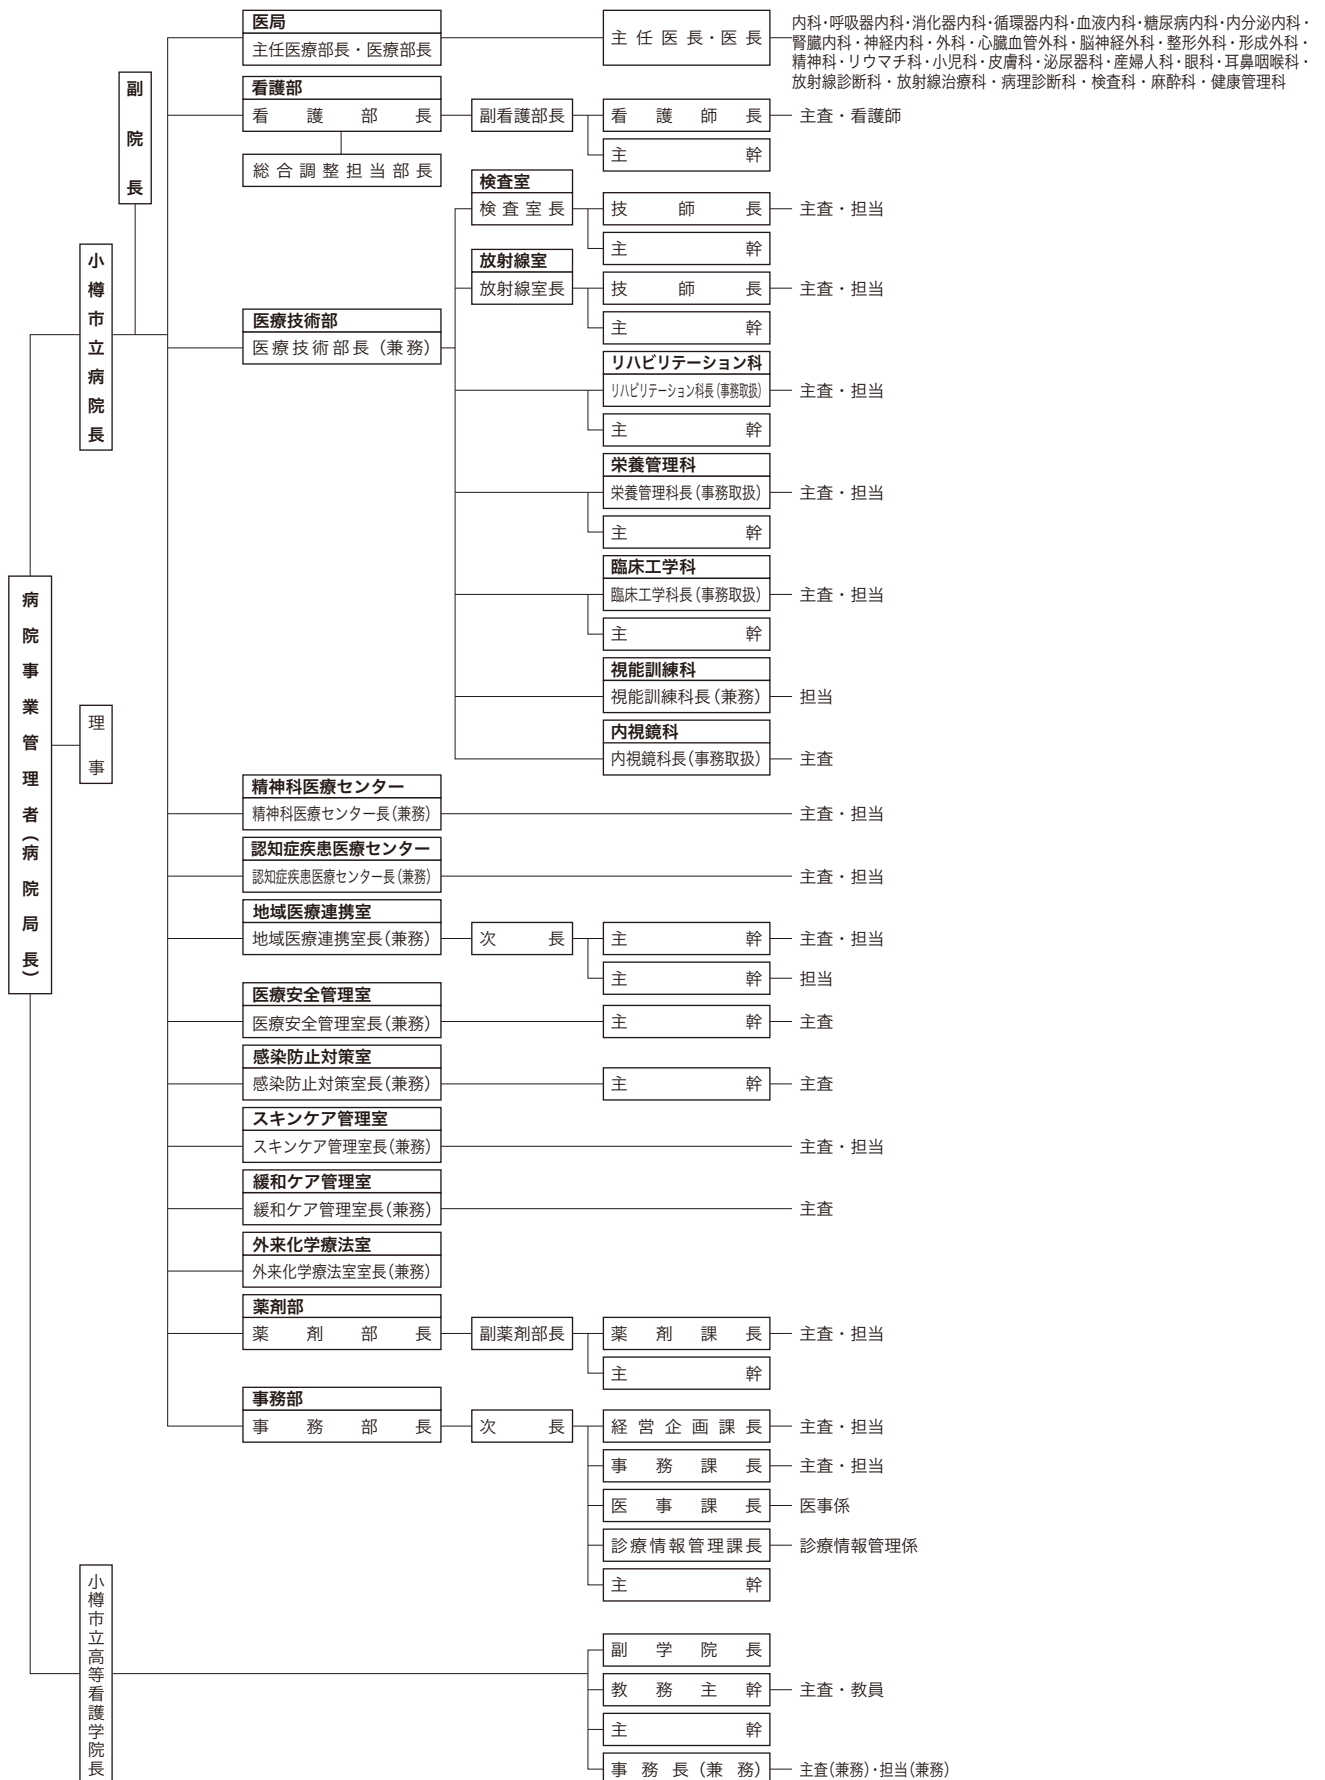 病院事業管理者(病院局長)
理事
小樽市立病院長
副院長
医局
主任医療部長・医療部長
主任医長・医長
内科・呼吸器内科・消化器内科・循環器内科・血液内科・糖尿病内科・内分泌内科・
腎臓内科・神経内科・外科・心臓血管外科・脳神経外科・整形外科・形成外科・
精神科・リウマチ科・小児科・皮膚科・泌尿器科・産婦人科・眼科・耳鼻咽喉科・
放射線診断科・放射線治療科・病理診断科・検査科・麻酔科・健康管理科
看護部
看護部長
副看護部長
看護師長
主査・看護師
主幹
総合調整担当部長
医療技術部
医療技術部長(兼務)
検査室
検査室長
技師長
主査・担当
主幹
放射線室
放射線室長
技師長
主査・担当
主幹
リハビリテーション科
リハビリテーション科長(事務取扱)
主査・担当
主幹
栄養管理科
栄養管理科長(事務取扱)
主査・担当
主幹
臨床工学科
臨床工学科長(事務取扱)
主査・担当
主幹
視能訓練科
視能訓練科長(兼務)
担当
内視鏡科
内視鏡科長(事務取扱)
主査
精神科医療センター
精神科医療センター長(兼務)
主査・担当
認知症疾患医療センター
認知症疾患医療センター長(兼務)
主査・担当
地域医療連携室
地域医療連携室長(兼務)
次長
主幹
主査・担当
主幹
担当
医療安全管理室
医療安全管理室長(兼務)
主幹
主査
感染防止対策室
感染防止対策室長(兼務)
主幹
主査
スキンケア管理室
スキンケア管理室長(兼務)
主査・担当
緩和ケア管理室
緩和ケア管理室長(兼務)
主査
外来化学療法室
外来化学療法室室長(兼務)
薬剤部
薬剤部長
副薬剤部長
薬剤課長
主査・担当
主幹
事務部
事務部長
次長
経営企画課長
主査・担当
事務課長
主査・担当
医事課長
医事係
診療情報管理課長
診療情報管理係
主幹
小樽市立高等看護学院長
副学院長
教務主幹
主査・教員
主幹
事務長(兼務)
主査(兼務)・担当(兼務)